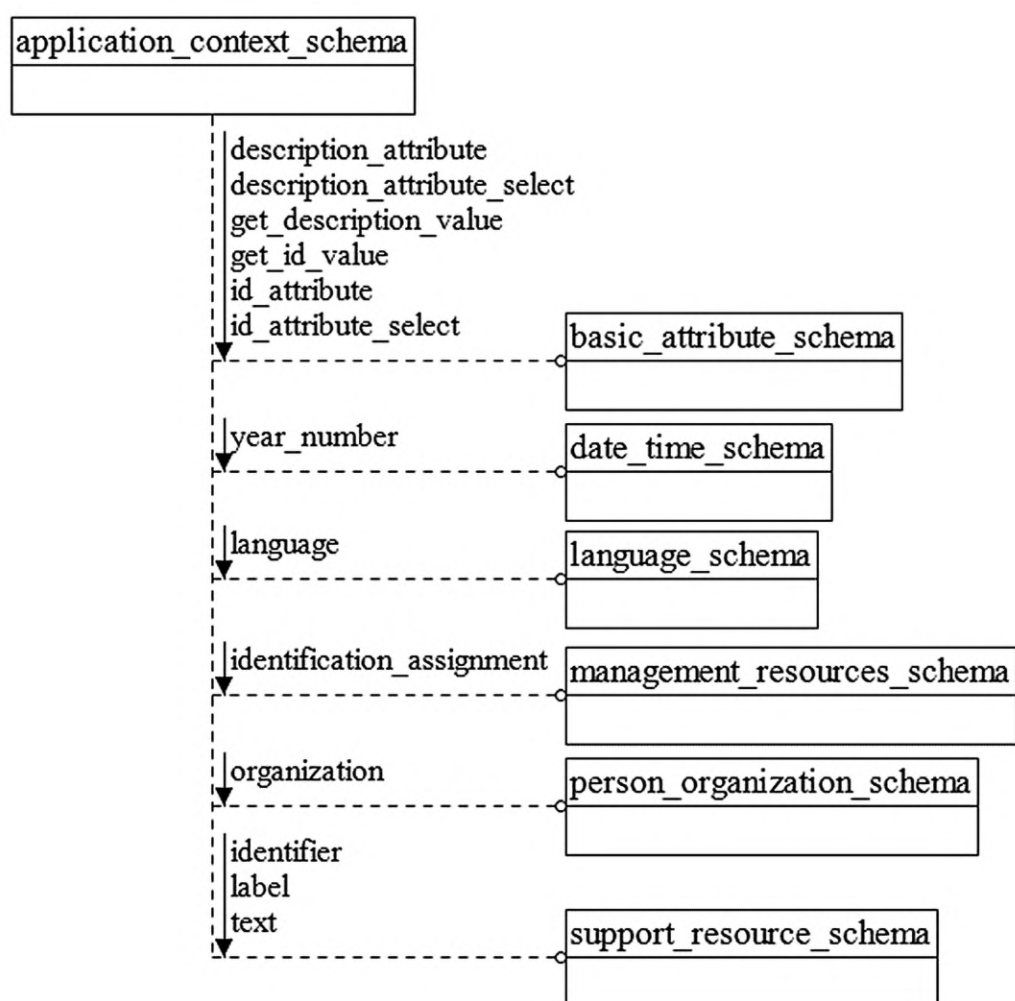 application_context_schema
description_attribute
description_attribute_select
get_description_value
get_id_value
id_attribute
id_attribute_select
basic_attribute_schema
year_number
date_time_schema
language
language_schema
identification_assignment
management_resources_schema
organization
person_organization_schema
identifier
label
text
support_resource_schema